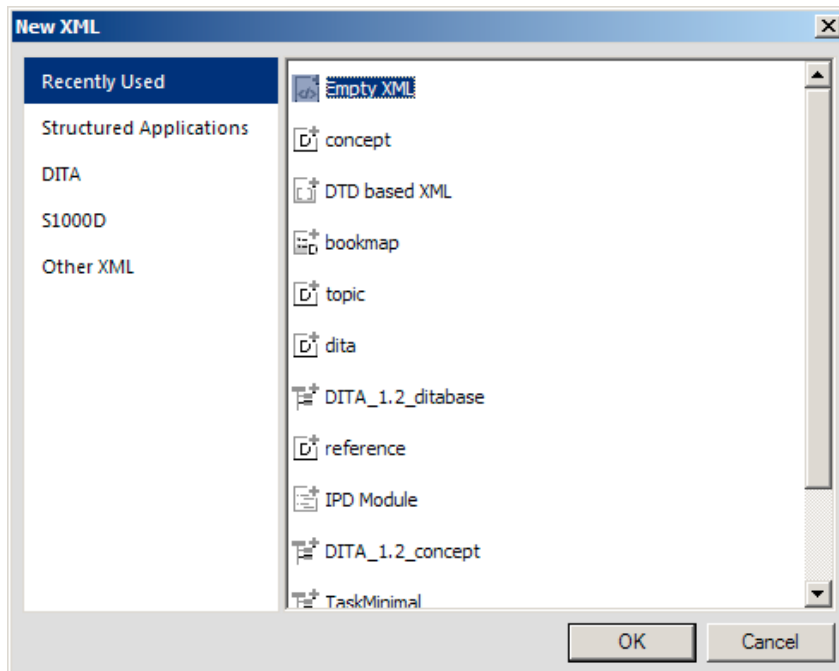 New XML
Recently Used
Structured Applications
DITA
S1000D
Other XML
Empty XML
concept
DTD based XML
bookmap
topic
dita
DITA_1.2_ditabase
reference
IPD Module
DITA_1.2_concept
TaskMinimal
OK
Cancel